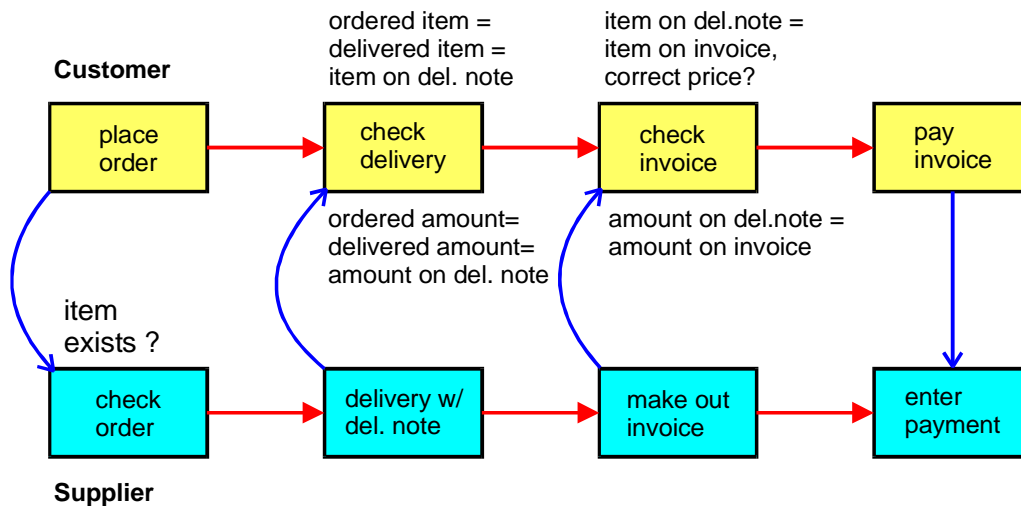 Customer
ordered item =
delivered item =
item on del. note
item on del.note =
item on invoice,
correct price?
place
order
check
delivery
check
invoice
pay
invoice
ordered amount=
delivered amount=
amount on del. note
amount on del.note =
amount on invoice
item
exists ?
check
order
delivery w/
del. note
make out
invoice
enter
payment
Supplier